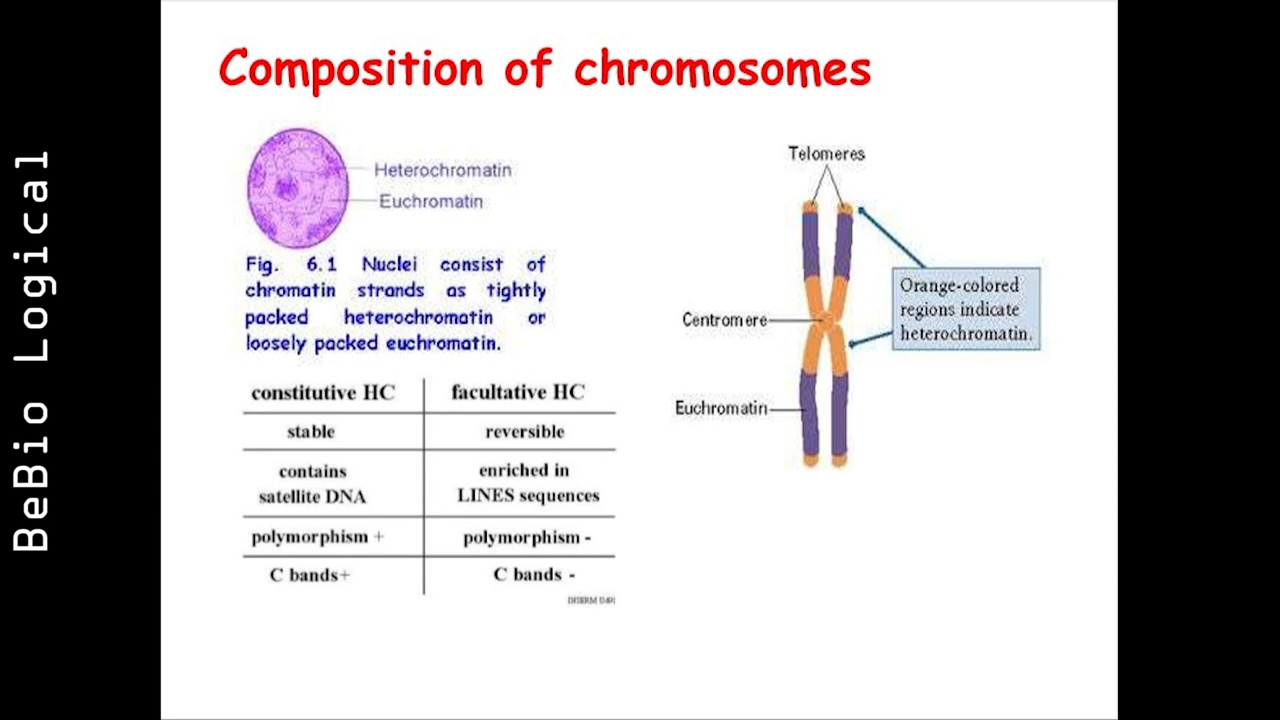 BeBio Logical
Composition of chromosomes
Heterochromatin
Euchromatin
Fig. 6.1 Nuclei consist of
chromatin strands as tightly
packed heterochromatin or
loosely packed euchromatin.
constitutive HC facultative HC
stable reversible
contains enriched in
satellite DNA LINES sequences
polymorphism + polymorphism -
C bands+ C bands -
Telomeres
Orange-colored
regions indicate
heterochromatin.
Centromere
Euchromatin